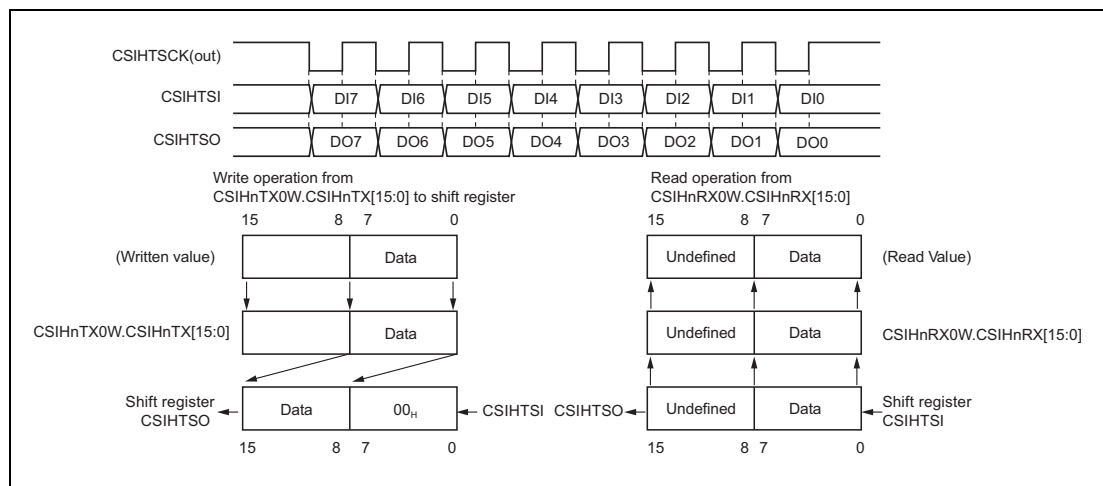 CSIHTSCK(out)
CSIHTSI DI7 DI6 DI5 DI4 DI3 DI2 DI1 DI0
CSIHTSO DO7 DO6 DO5 DO4 DO3 DO2 DO1 DO0
Write operation from
CSIHnTX0W.CSIHnTX[15:0] to shift register
15 8 7 0
(Written value) Data
CSIHnTX0W.CSIHnTX[15:0] Data
Shift register
CSIHTSO
Data 00H CSIHTSI
15 8 7 0
Read operation from
CSIHnRX0W.CSIHnRX[15:0]
15 8 7 0
Undefined Data (Read Value)
Undefined Data CSIHnRX0W.CSIHnRX[15:0]
CSIHTSO Undefined Data
Shift register
CSIHTSI
15 8 7 0